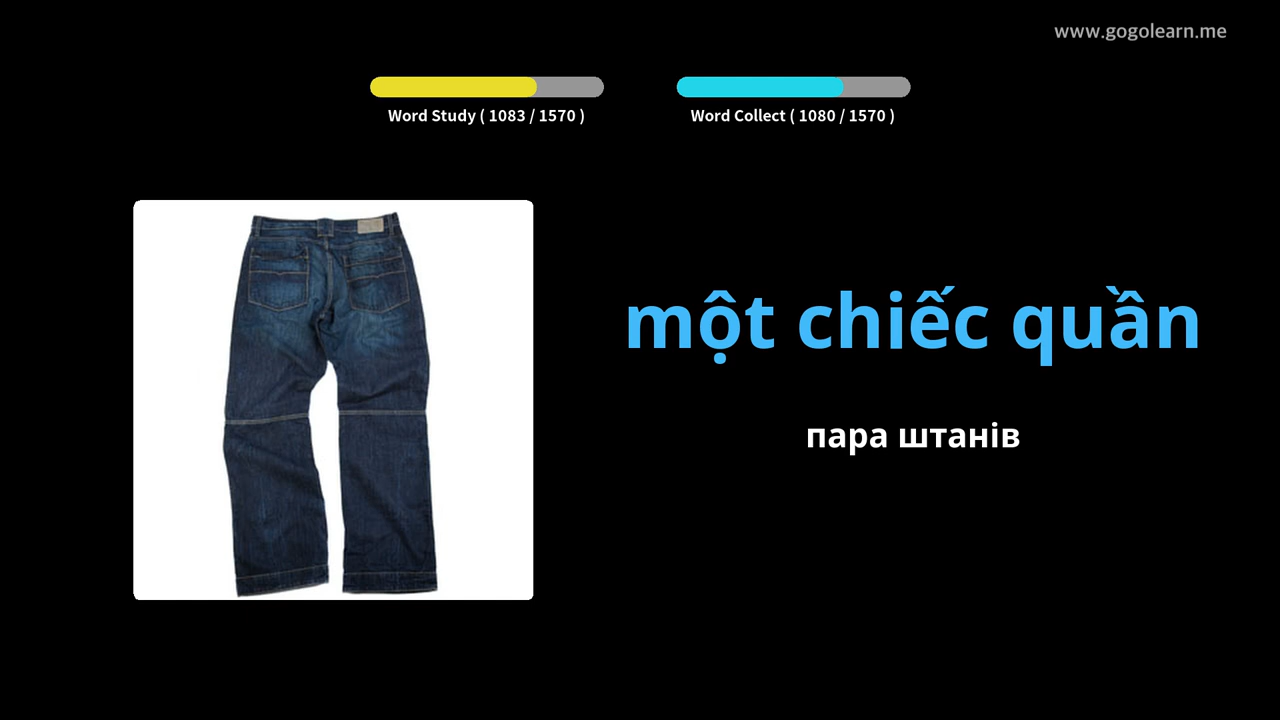 www.gogolearn.me
Word Study ( 1083 / 1570 )
Word Collect ( 1080 / 1570 )
một chiếc quần
пара штанів